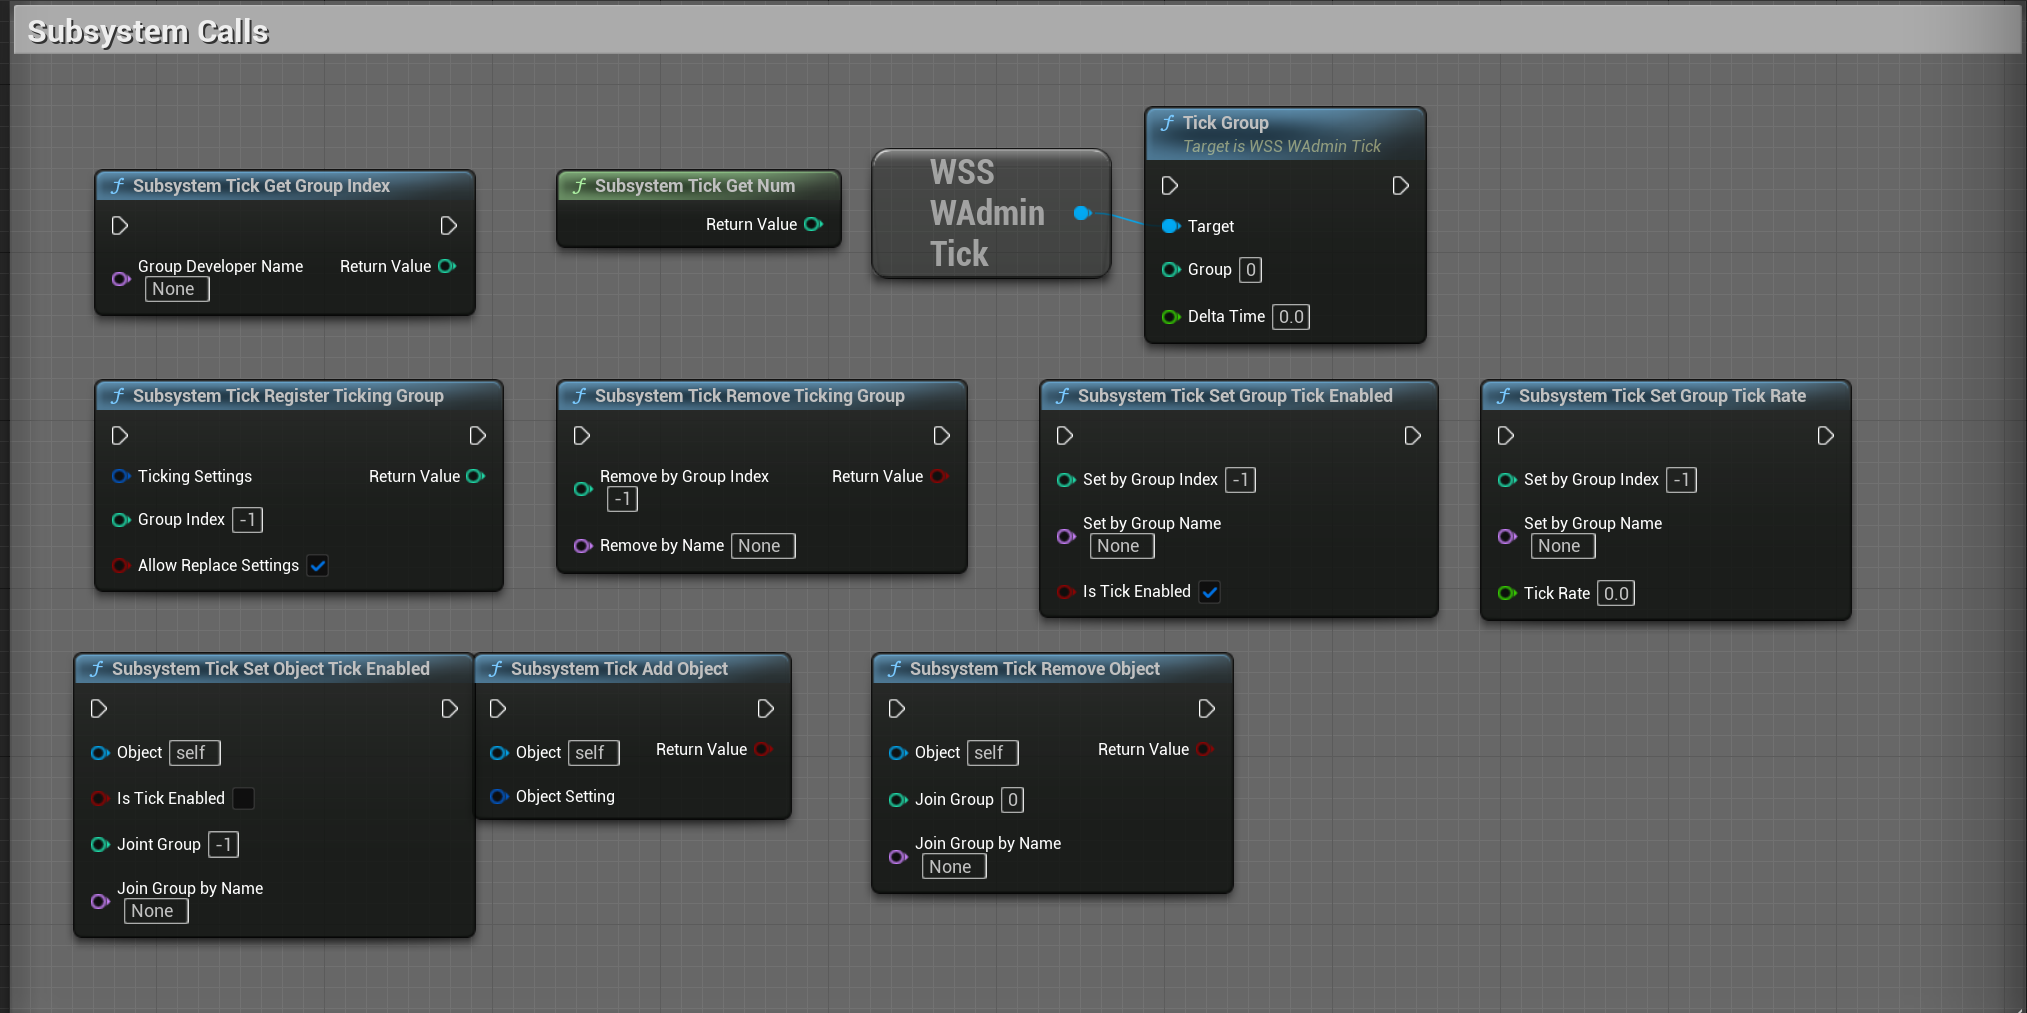 Subsystem Calls
Subsystem Tick Get Group Index
Group Developer Name
None
Return Value
Subsystem Tick Get Num
Return Value
WSS
WAdmin
Tick
Tick Group
Target is WSS WAdmin Tick
Target
Group 0
Delta Time 0.0
Subsystem Tick Register Ticking Group
Ticking Settings
Return Value
Group Index -1
Allow Replace Settings
Subsystem Tick Remove Ticking Group
Remove by Group Index
-1
Return Value
Remove by Name None
Subsystem Tick Set Group Tick Enabled
Set by Group Index -1
Set by Group Name
None
Is Tick Enabled
Subsystem Tick Set Group Tick Rate
Set by Group Index -1
Set by Group Name
None
Tick Rate 0.0
Subsystem Tick Set Object Tick Enabled
Object self
Is Tick Enabled
Joint Group -1
Join Group by Name
None
Subsystem Tick Add Object
Object self
Return Value
Object Setting
Subsystem Tick Remove Object
Object self
Return Value
Join Group 0
Join Group by Name
None